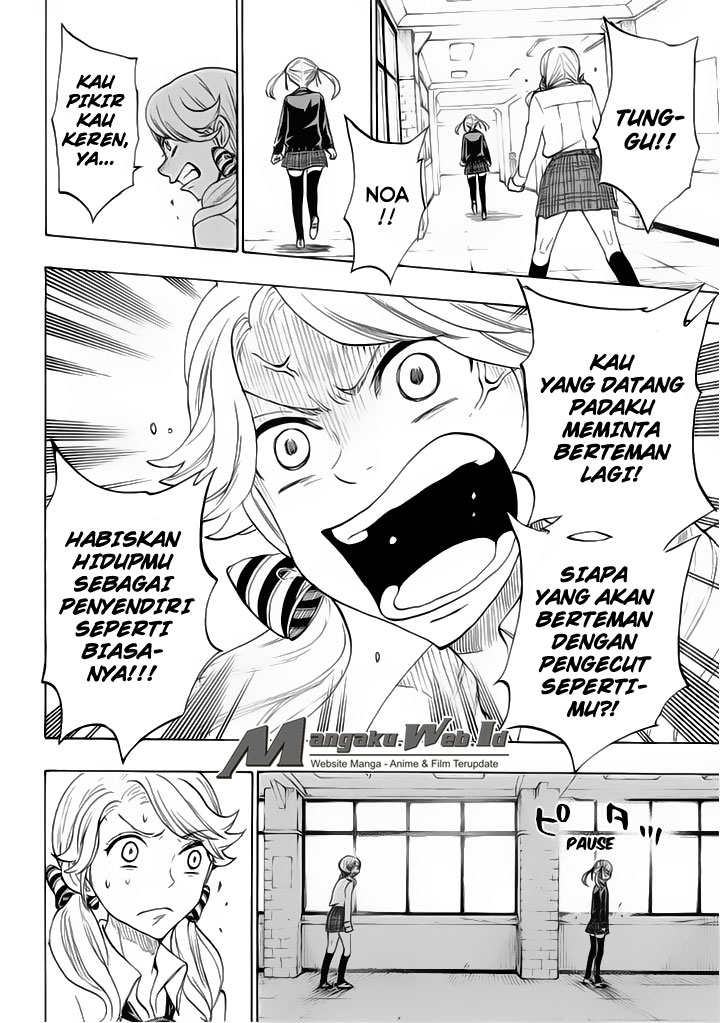 TUNG-
GU!!
NOA
!!
KAU
PIKIR
KAU
KEREN,
YA...
KAU
YANG DATANG
PADAKU
MEMINTA
BERTEMAN
LAGI!
SIAPA
YANG AKAN
BERTEMAN
DENGAN
PENGECUT
SEPERTI-
MU?!
HABISKAN
HIDUPMU
SEBAGAI
PENYENDIRI
SEPERTI
BIASA-
NYA!!!
Mangaku.Web.Id
Website Manga - Anime & Film Terupdate
ピタッ
PAUSE